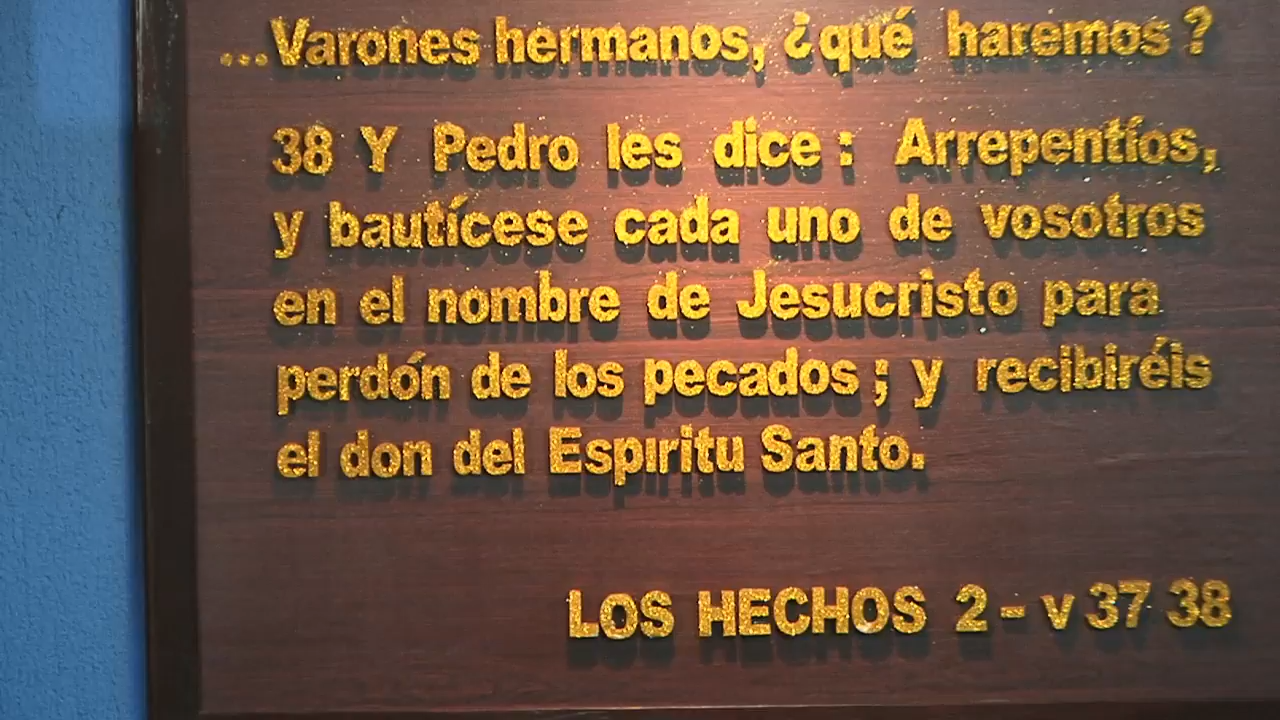 ...Varones hermanos, ¿qué haremos?
38 Y Pedro les dice: Arrepentíos,
y bautícese cada uno de vosotros
en el nombre de Jesucristo para
perdón de los pecados; y recibiréis
el don del Espiritu Santo.
LOS HECHOS 2- v 37 38